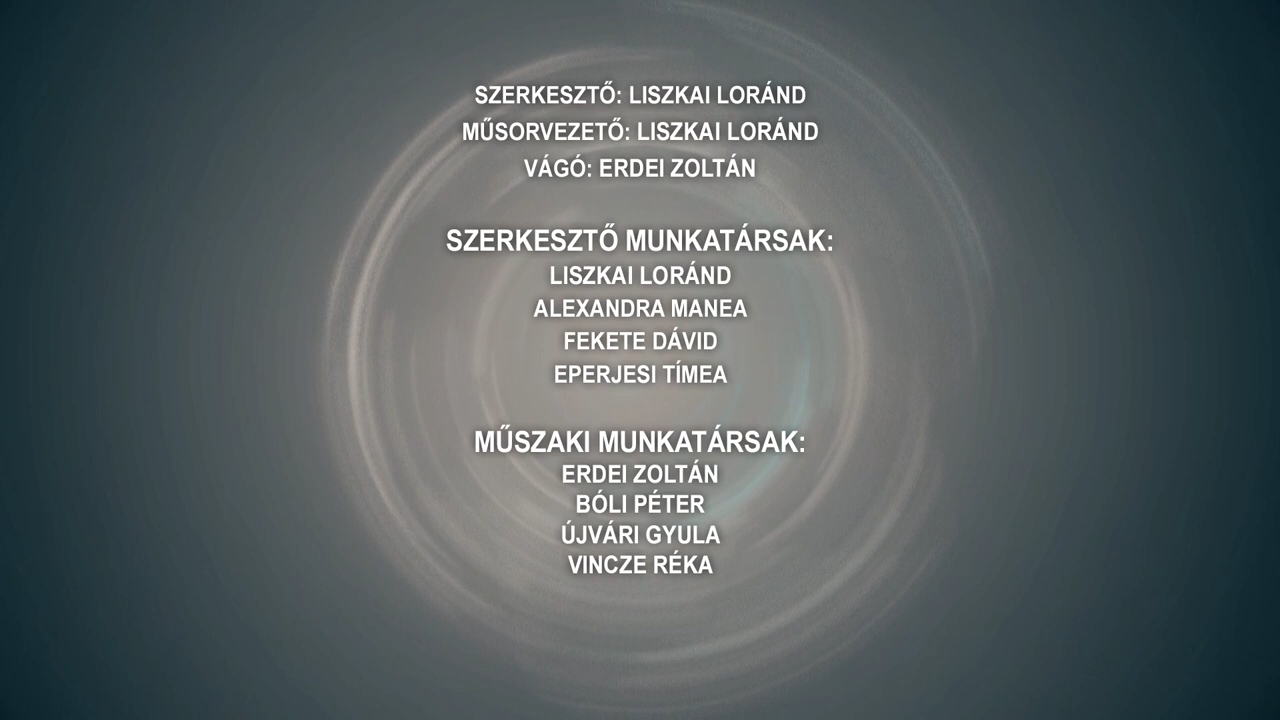 SZERKESZTŐ: LISZKAI LORÁND
MŰSORVEZETŐ: LISZKAI LORÁND
VÁGÓ: ERDEI ZOLTÁN
SZERKESZTŐ MUNKATÁRSAK:
LISZKAI LORÁND
ALEXANDRA MANEA
FEKETE DÁVID
EPERJESI TÍMEA
MŰSZAKI MUNKATÁRSAK:
ERDEI ZOLTÁN
BÓLI PÉTER
ÚJVÁRI GYULA
VINCZE RÉKA